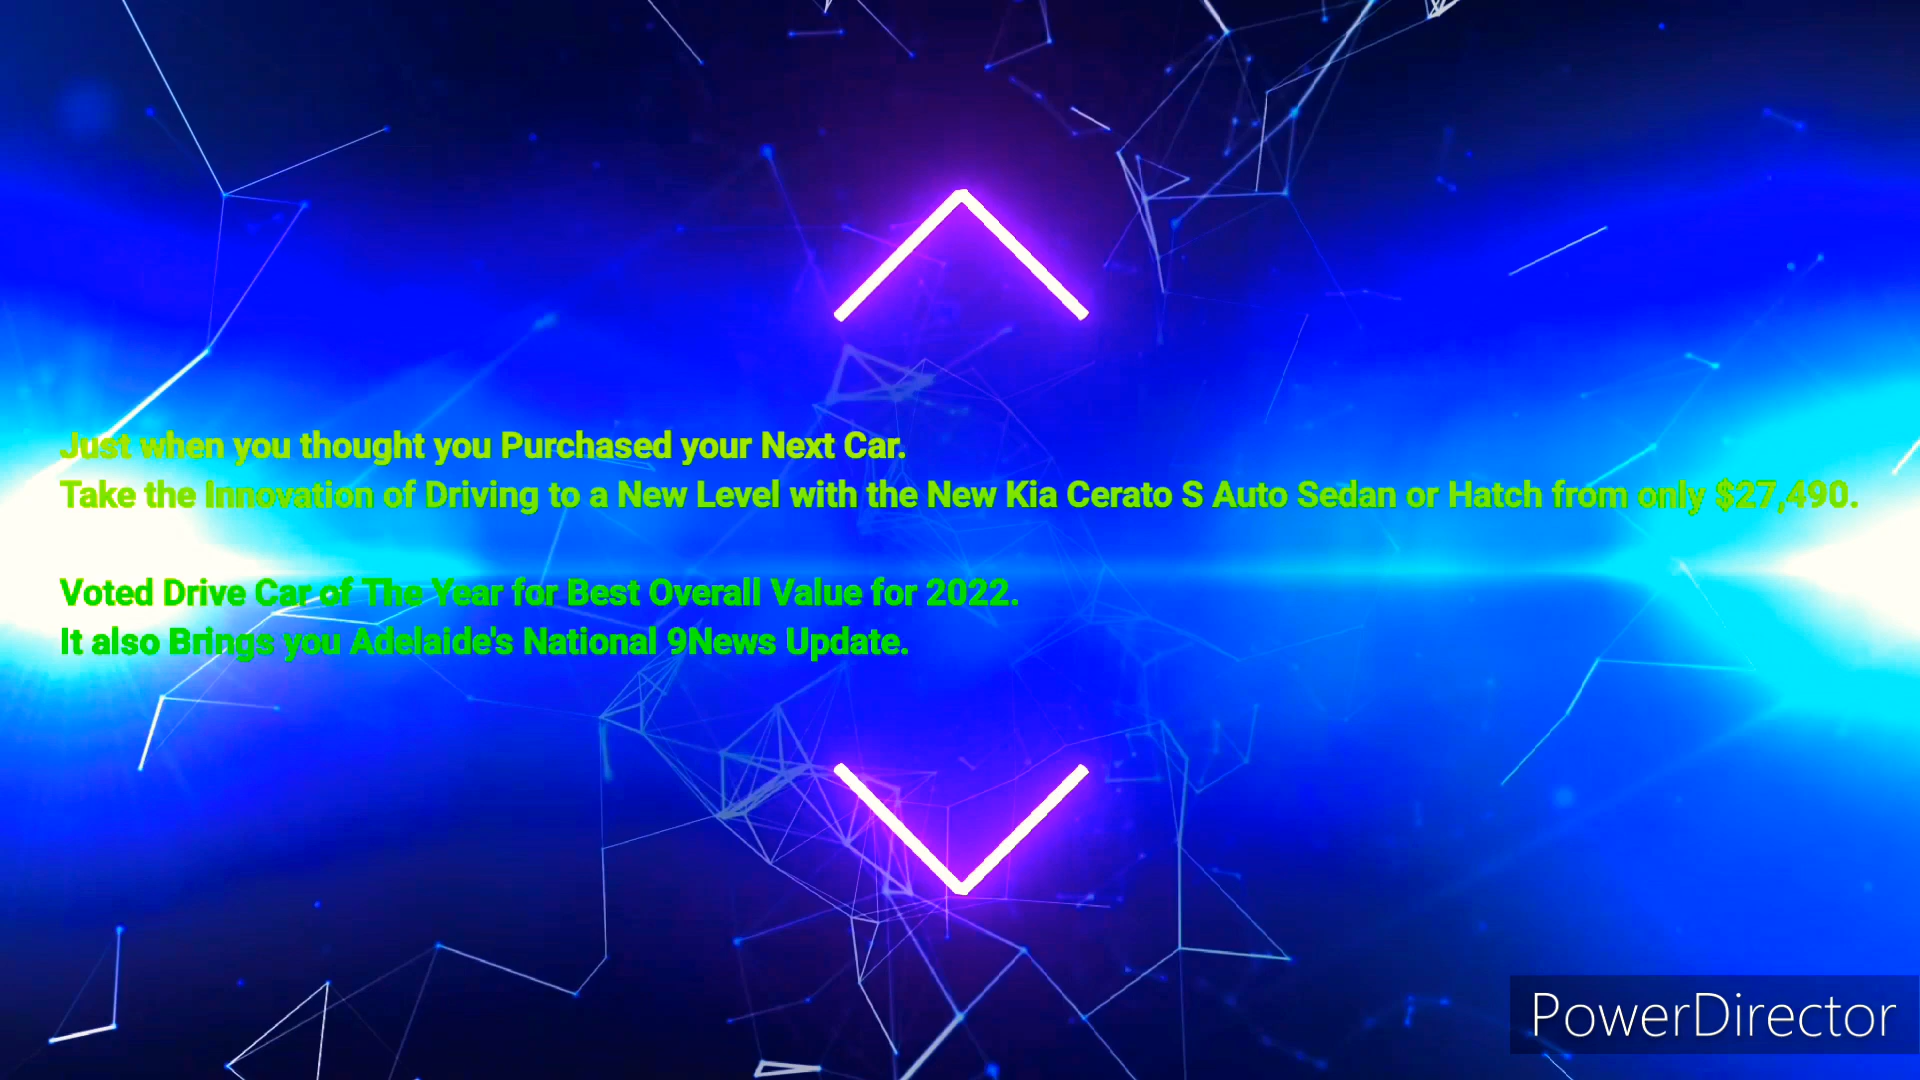 Just when you thought you Purchased your Next Car.
Take the Innovation of Driving to a New Level with the New Kia Cerato S Auto Sedan or Hatch from only $27,490.
Voted Drive Car of The Year for Best Overall Value for 2022.
It also Brings you Adelaide's National 9News Update.
PowerDirector